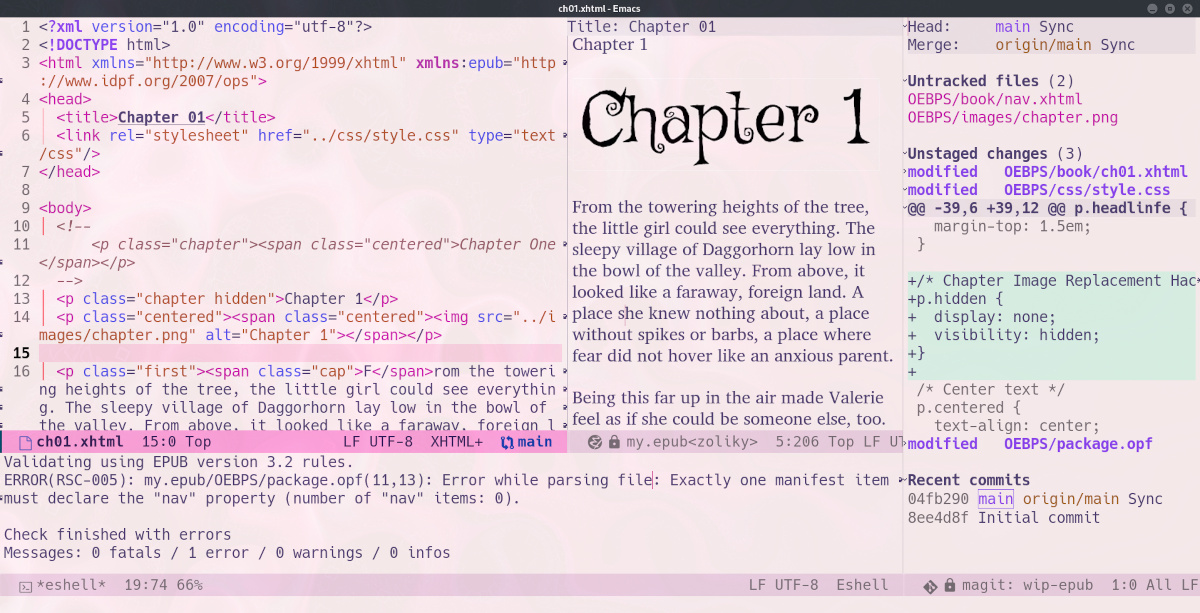 ch01.xhtml - Emacs
1 <?xml version="1.0" encoding="utf-8"?>
2 <!DOCTYPE html>
3 <html xmlns="http://www.w3.org/1999/xhtml" xmlns:epub="http
://www.idpf.org/2007/ops">
4 <head>
5 <title>Chapter 01</title>
6 <link rel="stylesheet" href="../css/style.css" type="text
/css"/>
7 </head>
8
9 <body>
10 <!--
11 <p class="chapter"><span class="centered">Chapter One
</span></p>
12 -->
13 <p class="chapter hidden">Chapter 1</p>
14 <p class="centered"><span class="centered"><img src="../i
mages/chapter.png" alt="Chapter 1"></span></p>
15
16 <p class="first"><span class="cap">F</span>rom the toweri
ng heights of the tree, the little girl could see everythin
g. The sleepy village of Daggorhorn lay low in the bowl of
the valley. From above, it looked like a faraway, foreign l
ch01.xhtml 15:0 Top LF UTF-8 XHTML+ main
Title: Chapter 01
Chapter 1
Chapter 1
From the towering heights of the tree,
the little girl could see everything. The
sleepy village of Daggorhorn lay low in
the bowl of the valley. From above, it
looked like a faraway, foreign land. A
place she knew nothing about, a place
without spikes or barbs, a place where
fear did not hover like an anxious parent.
Being this far up in the air made Valerie
feel as if she could be someone else, too.
my.epub<zoliky> 5:206 Top LF UT
Validating using EPUB version 3.2 rules.
ERROR(RSC-005): my.epub/OEBPS/package.opf(11,13): Error while parsing file: Exactly one manifest item
must declare the "nav" property (number of "nav" items: 0).
Check finished with errors
Messages: 0 fatals / 1 error / 0 warnings / 0 infos
*eshell* 19:74 66% LF UTF-8 Eshell
Head: main Sync
Merge: origin/main Sync
Untracked files (2)
OEBPS/book/nav.xhtml
OEBPS/images/chapter.png
Unstaged changes (3)
modified OEBPS/book/ch01.xhtml
modified OEBPS/css/style.css
@@ -39,6 +39,12 @@ p.headlinfe {
margin-top: 1.5em;
}
+/* Chapter Image Replacement Hac
+p.hidden {
+ display: none;
+ visibility: hidden;
+}
+
/* Center text */
p.centered {
text-align: center;
modified OEBPS/package.opf
Recent commits
04fb290 main origin/main Sync
8ee4d8f Initial commit
magit: wip-epub 1:0 All LF